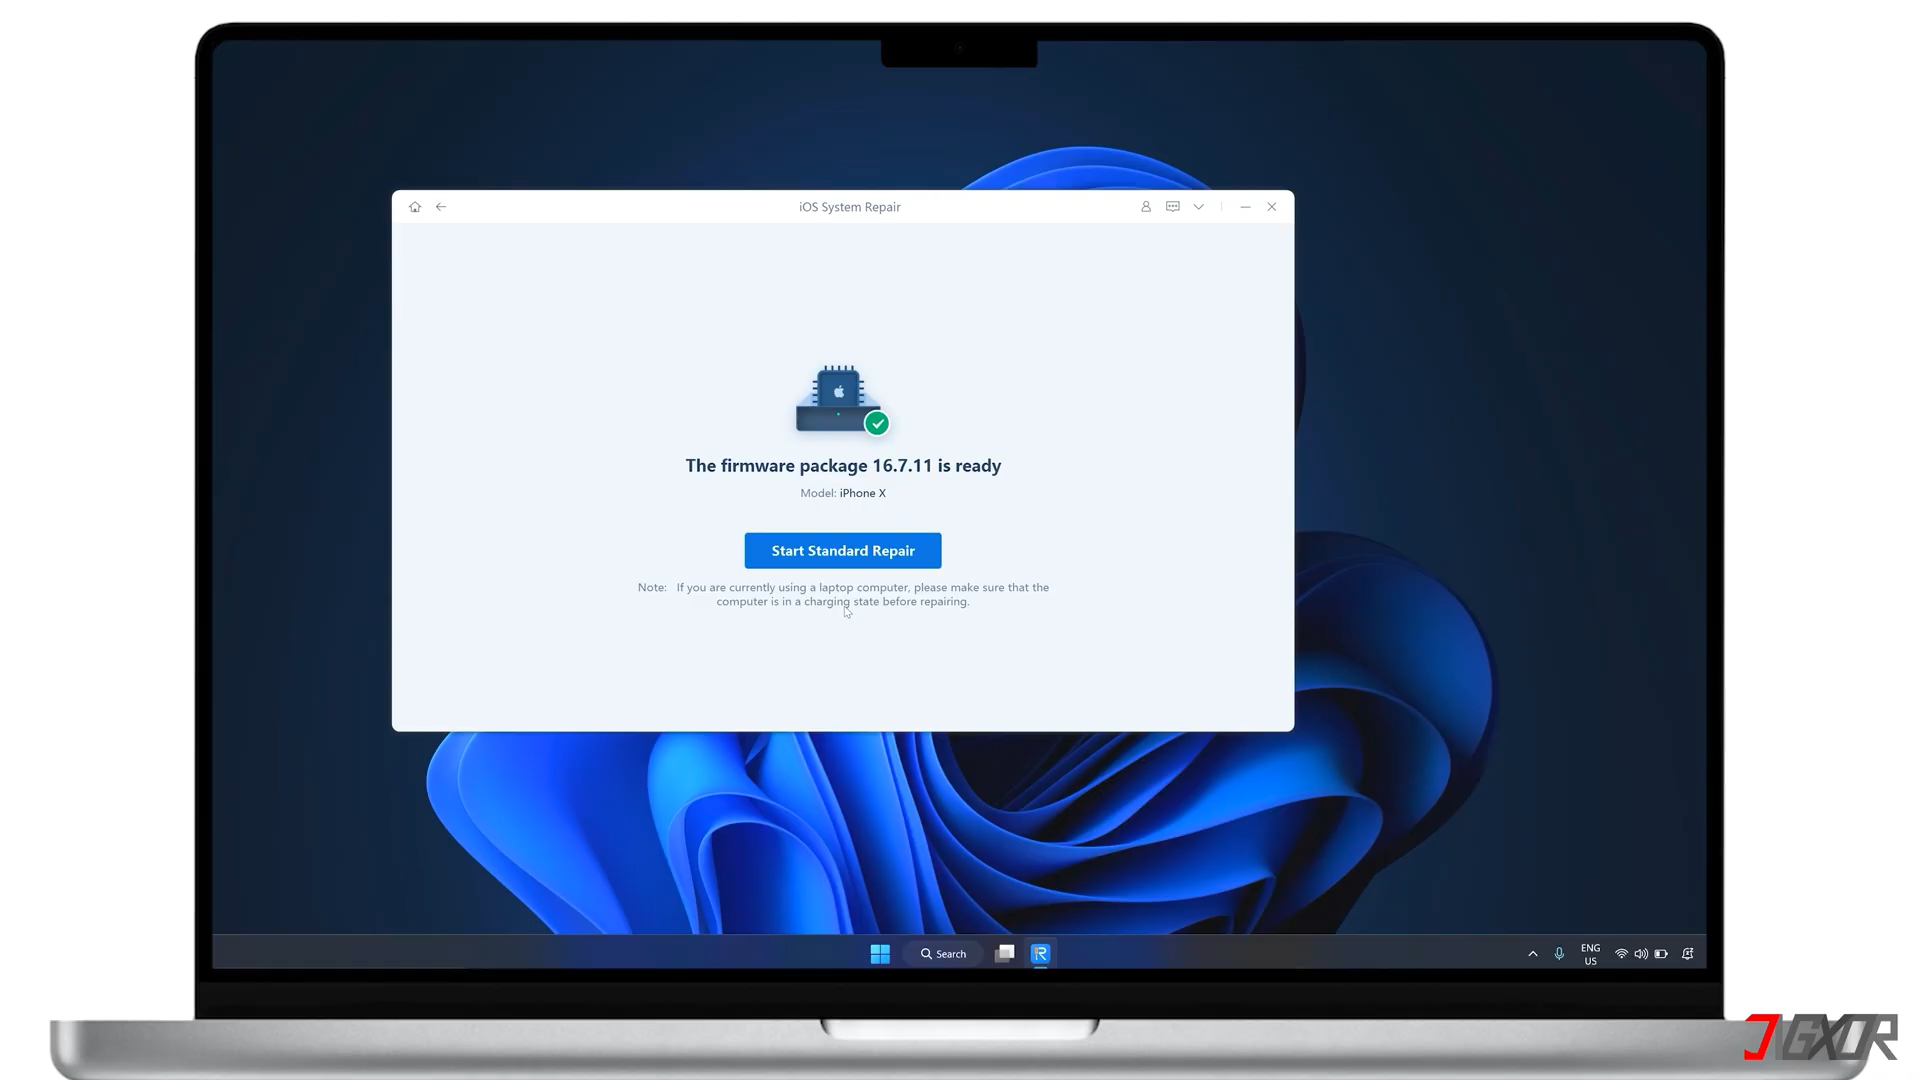 iOS System Repair
The firmware package 16.7.11 is ready
Model: iPhone X
Start Standard Repair
Note: If you are currently using a laptop computer, please make sure that the
computer is in a charging state before repairing.
Search
ENG
US
JIGXOR